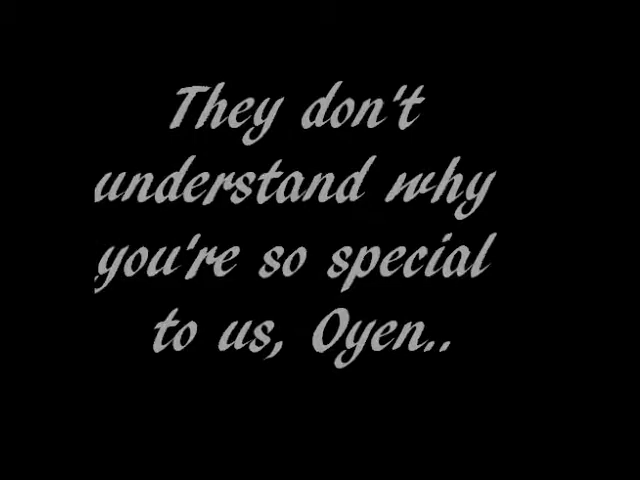 They don't
understand why
you're so special
to us, Oyen..